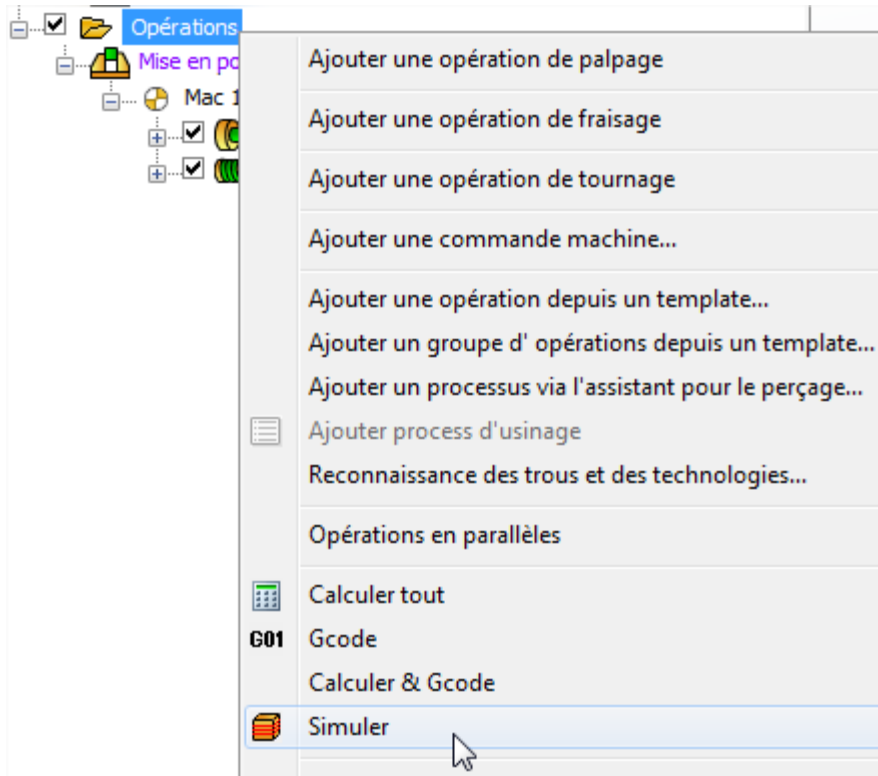 Opérations
Mise en po
Mac 1
Ajouter une opération de palpage
Ajouter une opération de fraisage
Ajouter une opération de tournage
Ajouter une commande machine...
Ajouter une opération depuis un template...
Ajouter un groupe d' opérations depuis un template...
Ajouter un processus via l'assistant pour le perçage...
Ajouter process d'usinage
Reconnaissance des trous et des technologies...
Opérations en parallèles
Calculer tout
G01 Gcode
Calculer & Gcode
Simuler